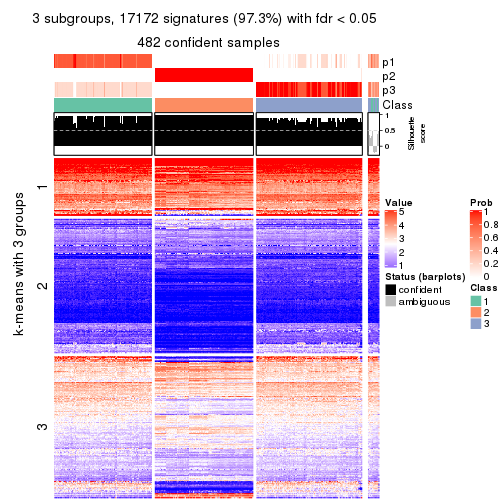 3 subgroups, 17172 signatures (97.3%) with fdr < 0.05
482 confident samples
p1
p2
p3
Class
1
0.5
0
Silhouette
score
k-means with 3 groups
1
2
3
Value
5
4
3
2
1
Status (barplots)
confident
ambiguous
Prob
1
0.8
0.6
0.4
0.2
0
Class
1
2
3